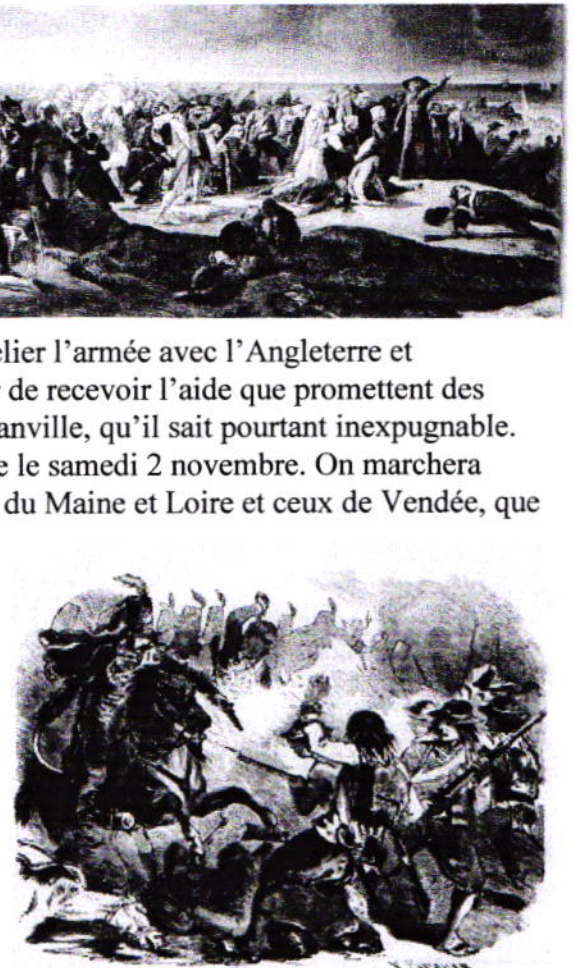 elier l'armée avec l'Angleterre et
de recevoir l'aide que promettent des
anville, qu'il sait pourtant inexpugnable.
e le samedi 2 novembre. On marchera
du Maine et Loire et ceux de Vendée, que